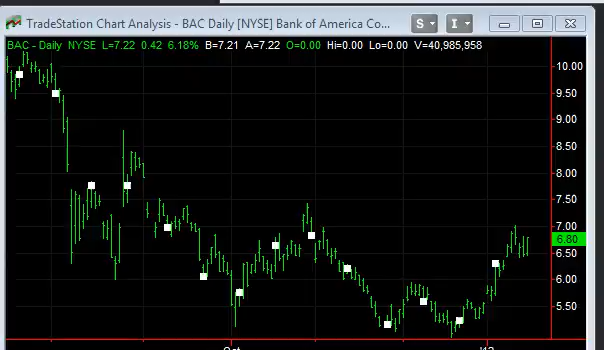 TradeStation Chart Analysis - BAC Daily [NYSE] Bank of America Co...
S
I
BAC - Daily NYSE L=7.22 0.42 6.18% B=7.21 A=7.22 O=0.00 Hi=0.00 Lo=0.00 V=40,985,958
10.00
9.50
9.00
8.50
8.00
7.50
7.00
6.80
6.50
6.00
5.50
Oct
'12